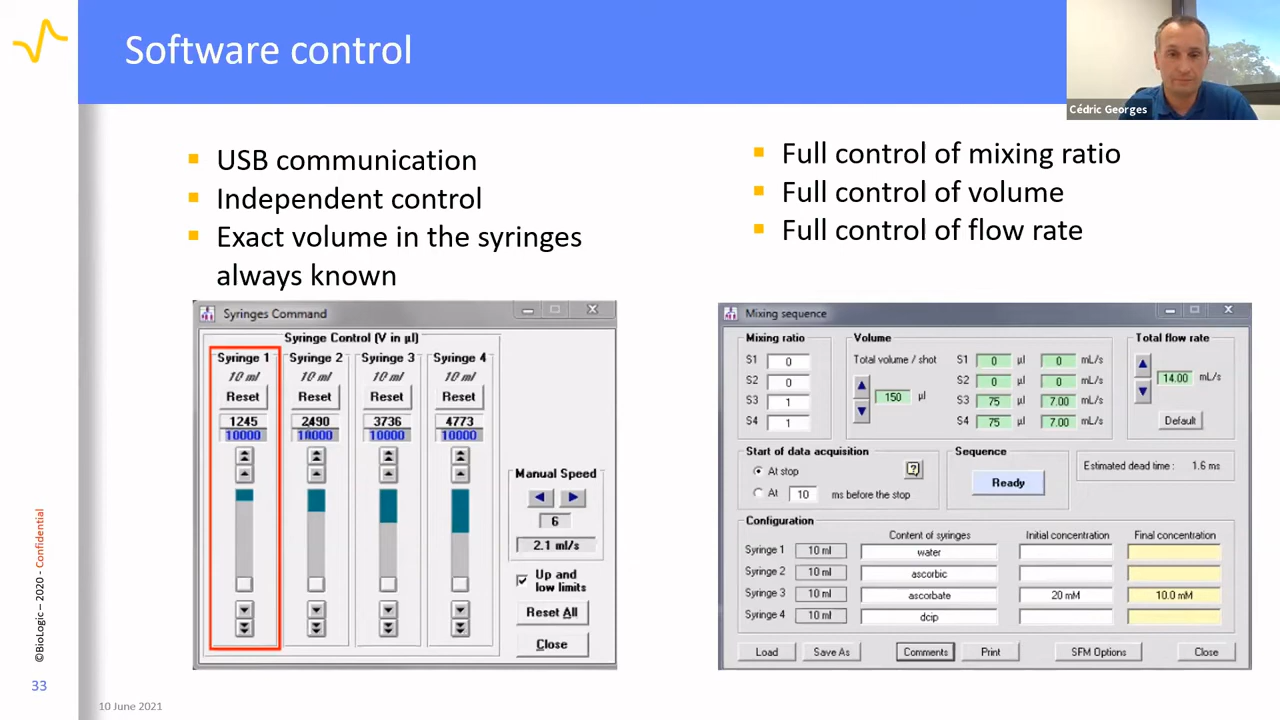 Software control
Cédric Georges
USB communication
Independent control
Exact volume in the syringes
always known
Full control of mixing ratio
Full control of volume
Full control of flow rate
Syringes Command
Syringe Control (V in µl)
Syringe 1 Syringe 2 Syringe 3 Syringe 4
10 ml 10 ml 10 ml 10 ml
Reset Reset Reset Reset
1245 2490 3736 4773
10000 10000 10000 10000
Manual Speed
6
2.1 ml/s
Up and
low limits
Reset All
Close
Mixing sequence
Mixing ratio Volume Total flow rate
S1 0 Total volume / shot S1 0 µl 0 mL/s
S2 0 S2 0 µl 0 mL/s 14.00 mL/s
S3 1 150 µl S3 75 µl 7.00 mL/s
S4 1 S4 75 µl 7.00 mL/s Default
Start of data acquisition Sequence
At stop ? Ready Estimated dead time : 1.6 ms
At 10 ms before the stop
Configuration
Content of syringes Initial concentration Final concentration
Syringe 1 10 ml water
Syringe 2 10 ml ascorbic
Syringe 3 10 ml ascorbate 20 mM 10.0 mM
Syringe 4 10 ml dcip
Load Save As Comments Print SFM Options Close
©BioLogic – 2020 - Confidential
33
10 June 2021